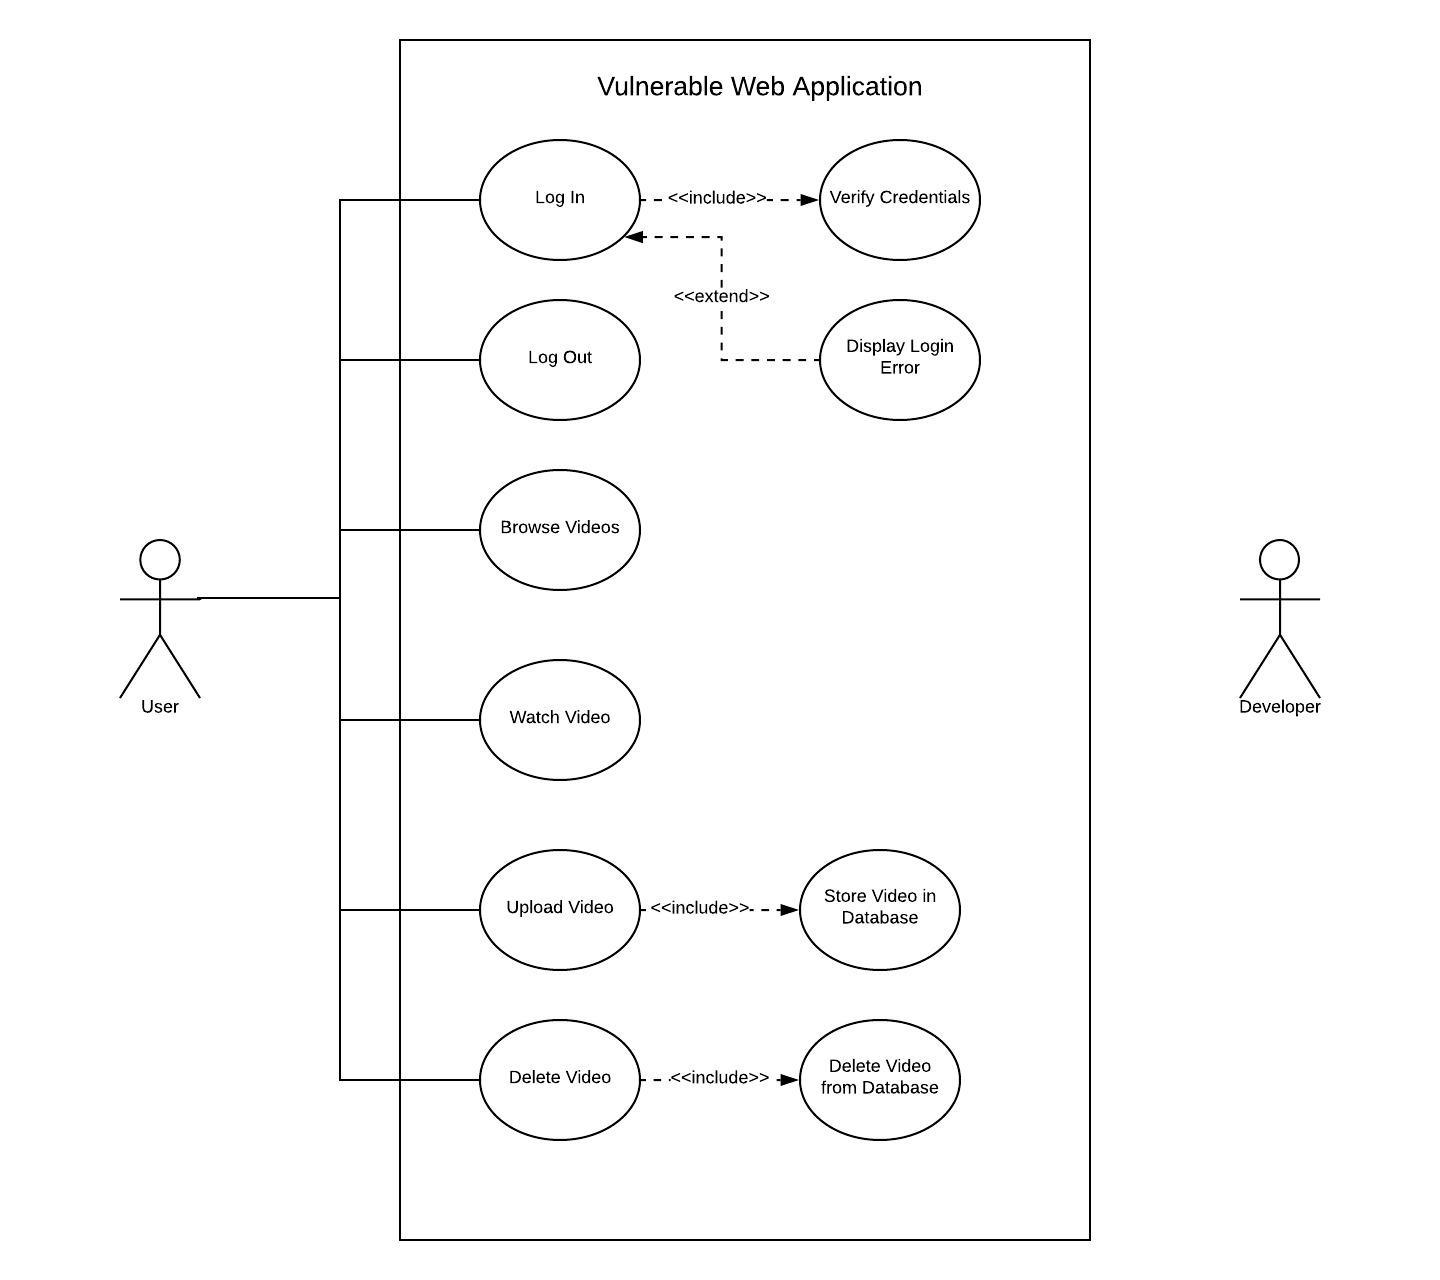 Vulnerable Web Application
Log In
<<include>>
Verify Credentials
<<extend>>
Log Out
Display Login
Error
Browse Videos
User
Developer
Watch Video
Upload Video
<<include>>
Store Video in
Database
Delete Video
<<include>>
Delete Video
from Database